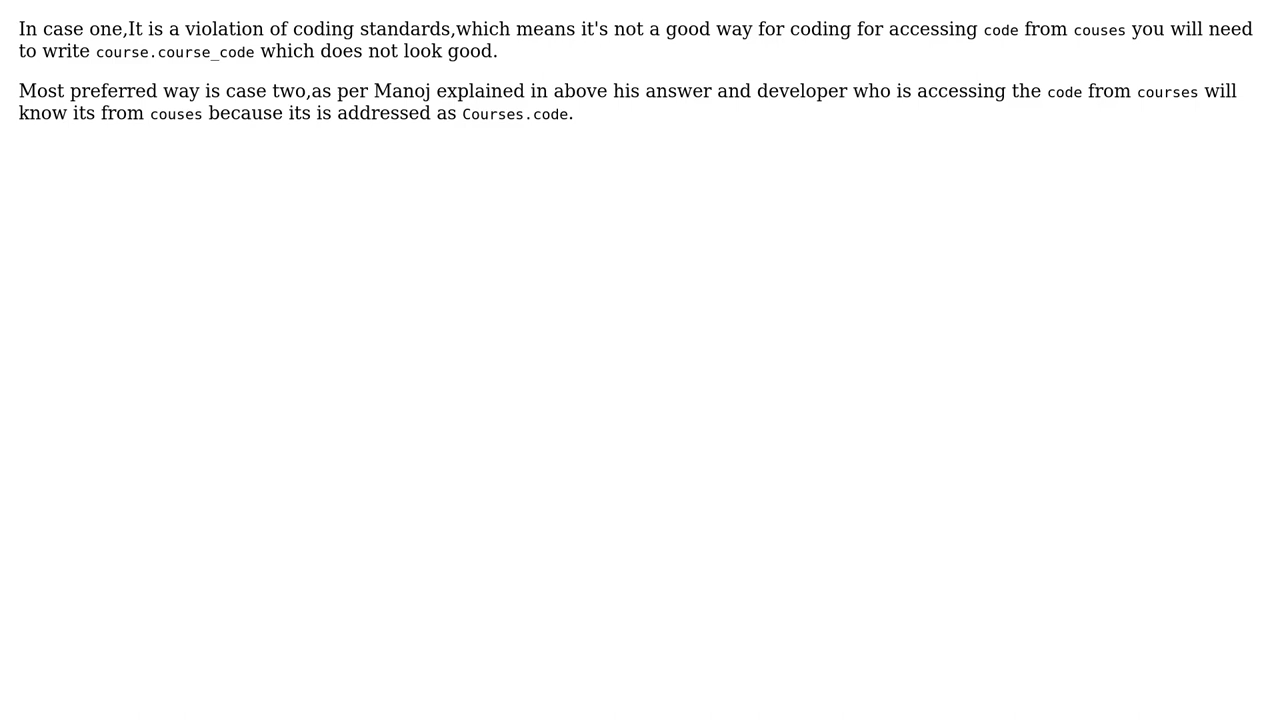 In case one,It is a violation of coding standards,which means it's not a good way for coding for accessing code from couses you will need
to write course.course_code which does not look good.
Most preferred way is case two,as per Manoj explained in above his answer and developer who is accessing the code from courses will
know its from couses because its is addressed as Courses.code.